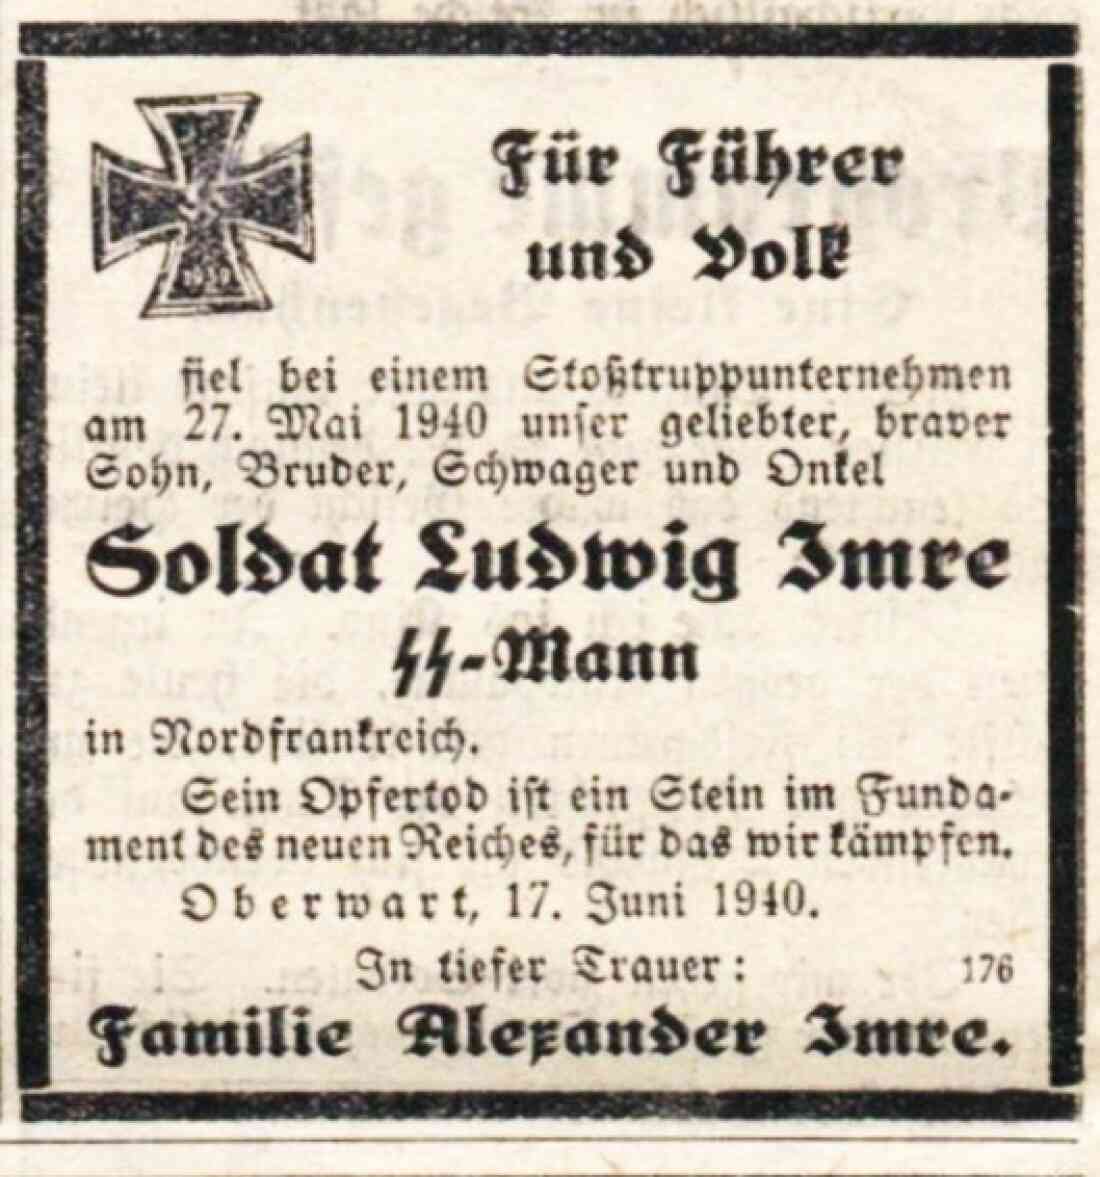 1939
Für Führer
und Volk
fiel bei einem Stoßtruppunternehmen
am 27. Mai 1940 unser geliebter, braver
Sohn, Bruder, Schwager und Onkel
Soldat Ludwig Imre
ᛋᛋ-Mann
in Nordfrankreich.
Sein Opfertod ist ein Stein im Funda-
ment des neuen Reiches, für das wir kämpfen.
Oberwart, 17. Juni 1940.
In tiefer Trauer: 176
Familie Alexander Imre.